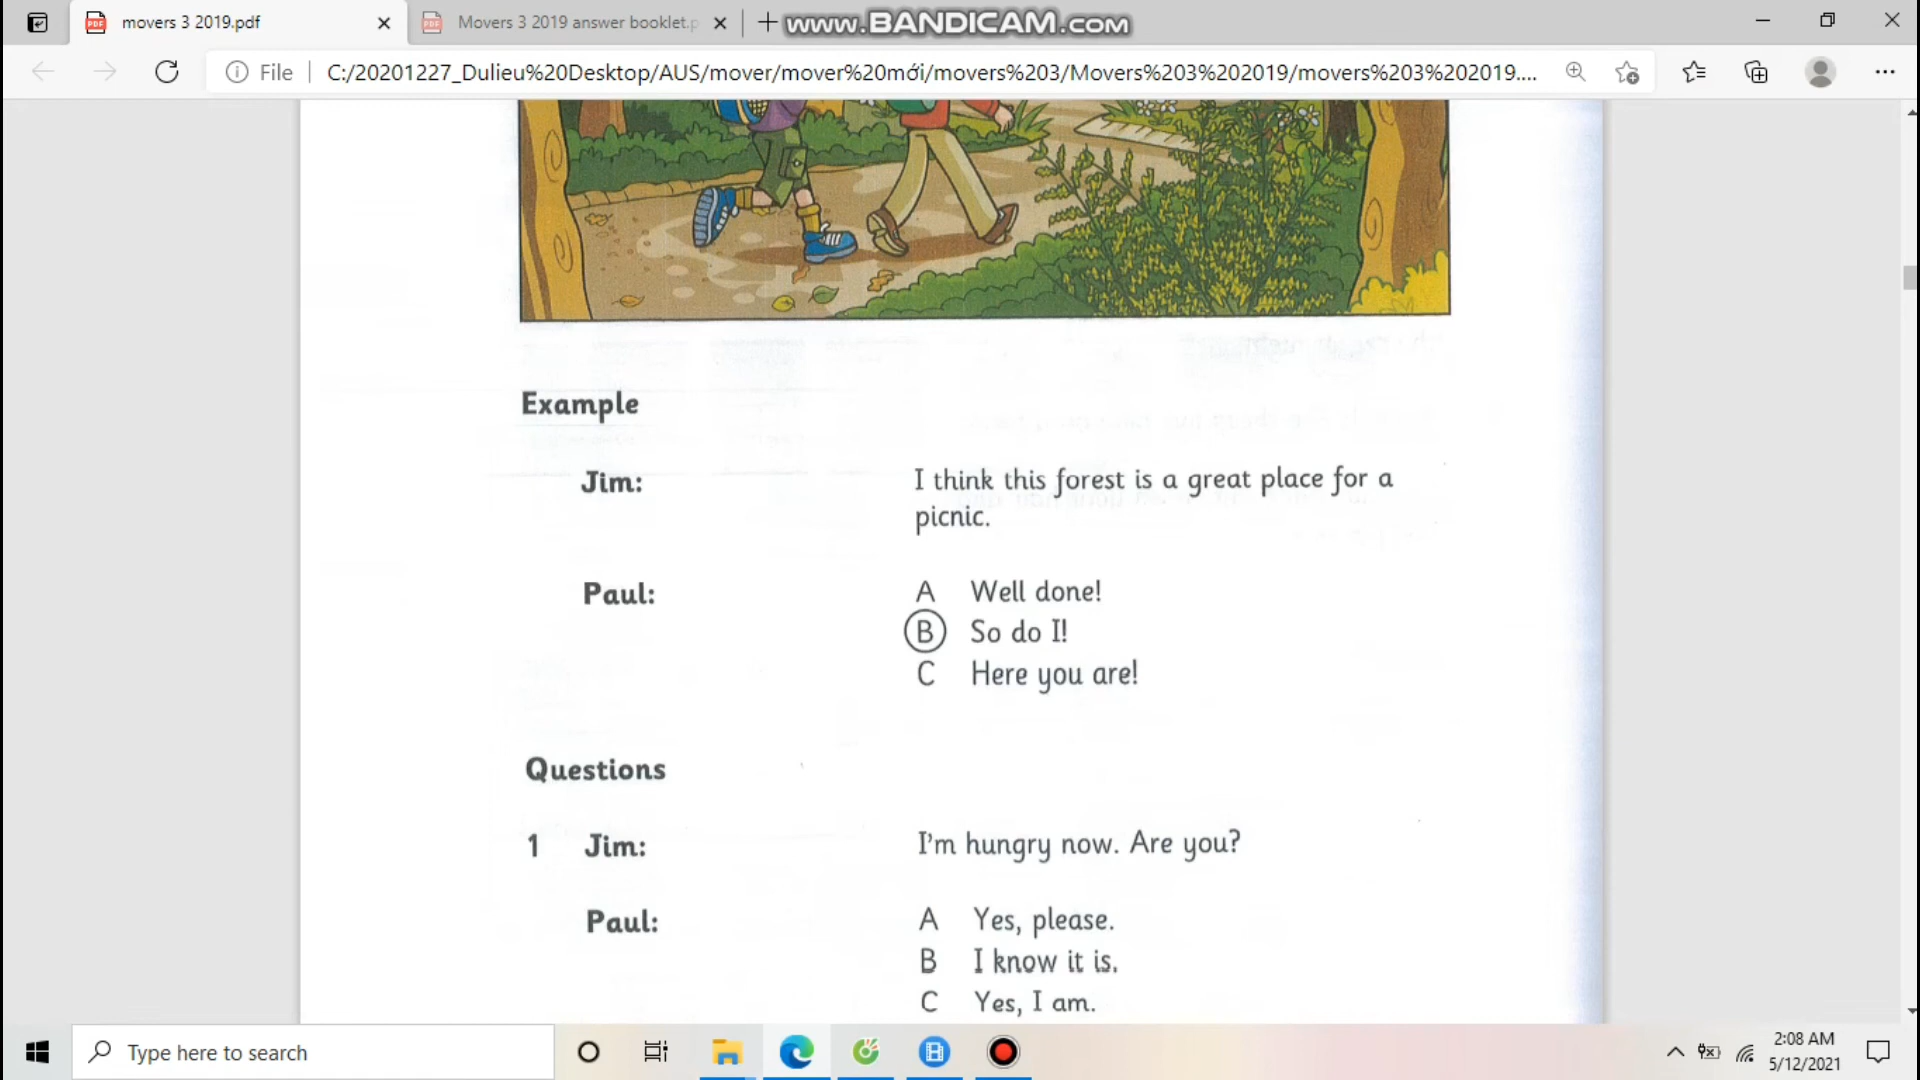 movers 3 2019.pdf
Movers 3 2019 answer booklet.p
www.BANDICAM.com
File
C:/20201227_Dulieu%20Desktop/AUS/mover/mover%20mới/movers%203/Movers%203%202019/movers%203%202019....
Example
Jim: I think this forest is a great place for a
picnic.
Paul: A Well done!
B So do I!
C Here you are!
Questions
1 Jim: I'm hungry now. Are you?
Paul: A Yes, please.
B I know it is.
C Yes, I am.
Type here to search
2:08 AM
5/12/2021